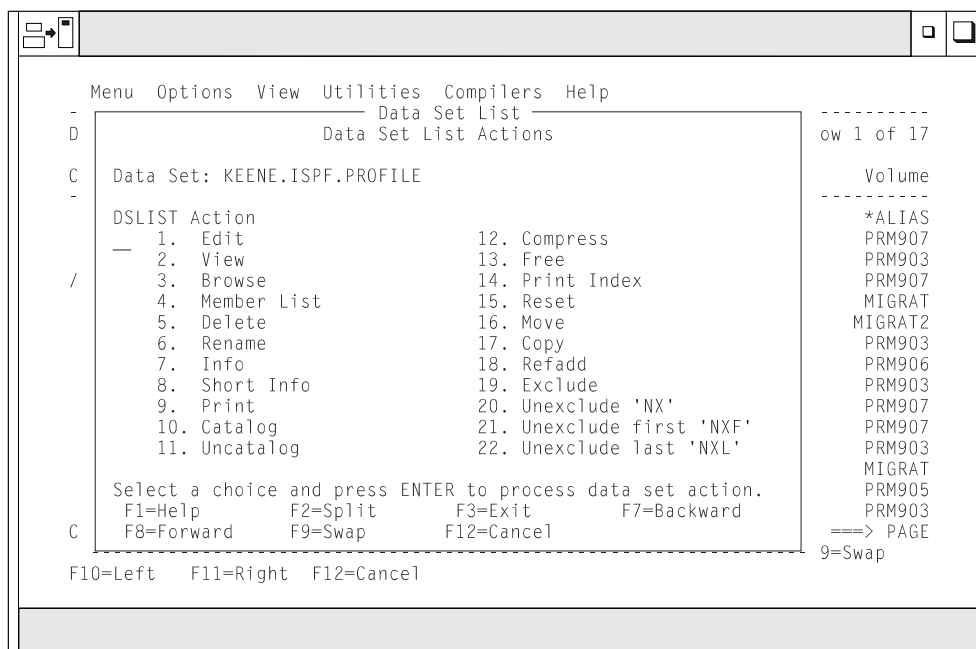 Menu  Options  View  Utilities  Compilers  Help
- Data Set List ----------
D Data Set List Actions ow 1 of 17
C Data Set: KEENE.ISPF.PROFILE Volume
- ----------
DSLIST Action *ALIAS
__ 1. Edit 12. Compress PRM907
2. View 13. Free PRM903
/ 3. Browse 14. Print Index PRM907
4. Member List 15. Reset MIGRAT
5. Delete 16. Move MIGRAT2
6. Rename 17. Copy PRM903
7. Info 18. Refadd PRM906
8. Short Info 19. Exclude PRM903
9. Print 20. Unexclude 'NX' PRM907
10. Catalog 21. Unexclude first 'NXF' PRM907
11. Uncatalog 22. Unexclude last 'NXL' PRM903
MIGRAT
Select a choice and press ENTER to process data set action. PRM905
F1=Help F2=Split F3=Exit F7=Backward PRM903
C F8=Forward F9=Swap F12=Cancel ===> PAGE
9=Swap
F10=Left F11=Right F12=Cancel